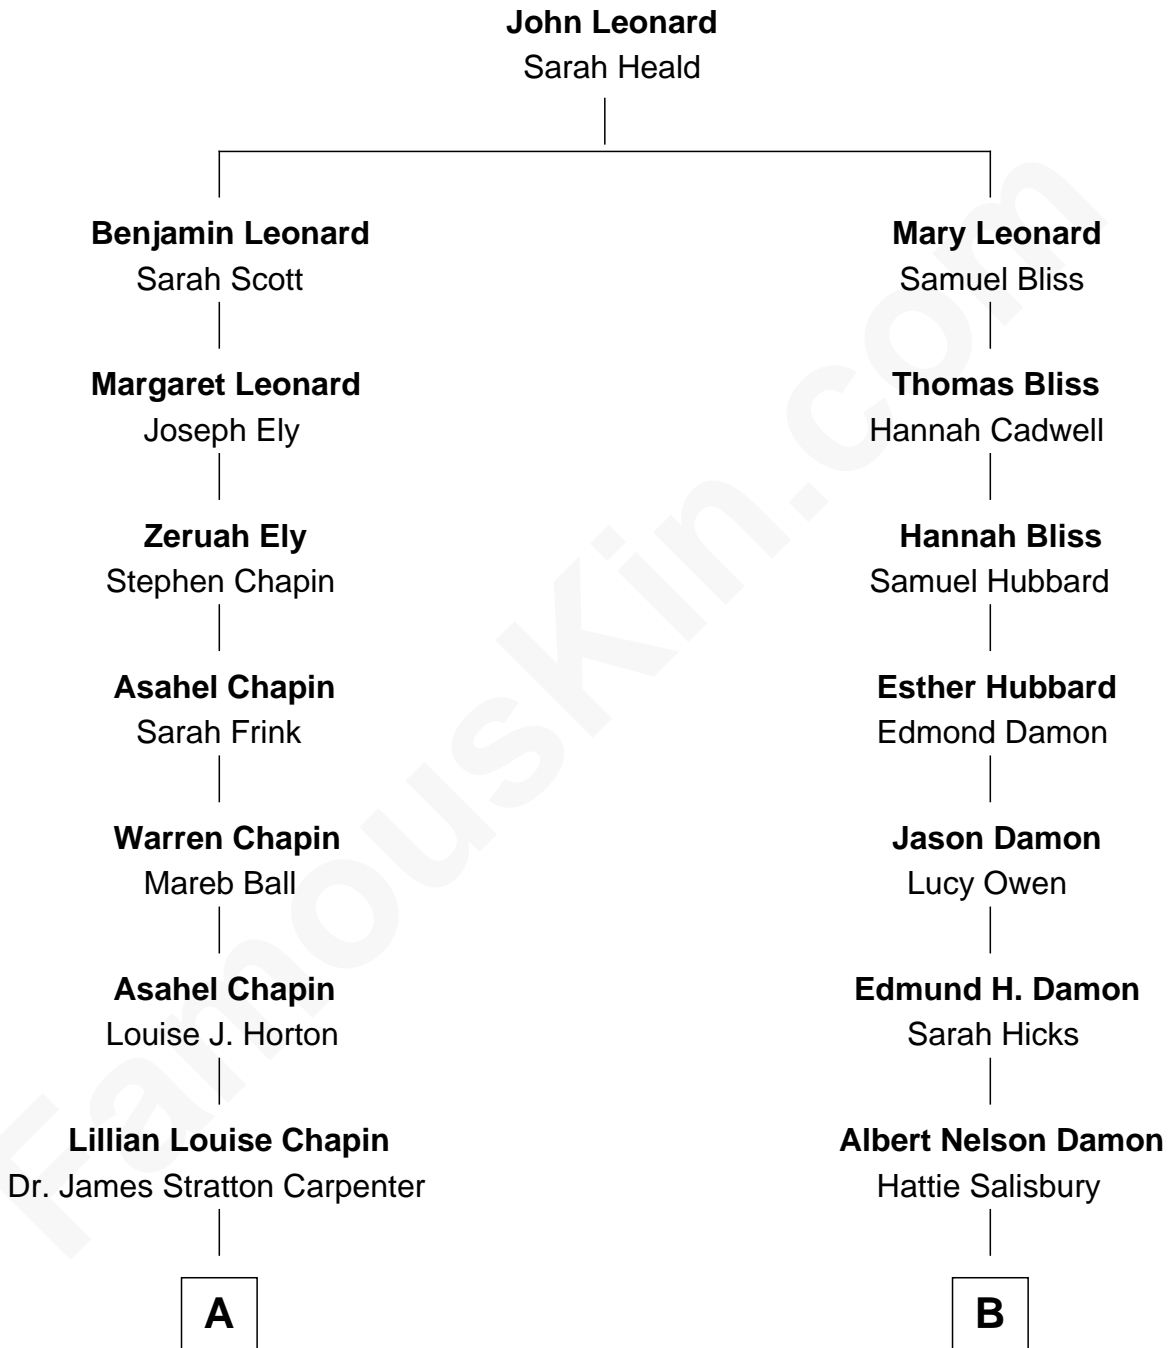 John Leonard
Sarah Heald
Benjamin Leonard
Sarah Scott
Mary Leonard
Samuel Bliss
Margaret Leonard
Joseph Ely
Thomas Bliss
Hannah Cadwell
Zeruah Ely
Stephen Chapin
Hannah Bliss
Samuel Hubbard
Asahel Chapin
Sarah Frink
Esther Hubbard
Edmond Damon
Warren Chapin
Mareb Ball
Jason Damon
Lucy Owen
Asahel Chapin
Louise J. Horton
Edmund H. Damon
Sarah Hicks
Lillian Louise Chapin
Dr. James Stratton Carpenter
Albert Nelson Damon
Hattie Salisbury
A
B
FamousKin.com